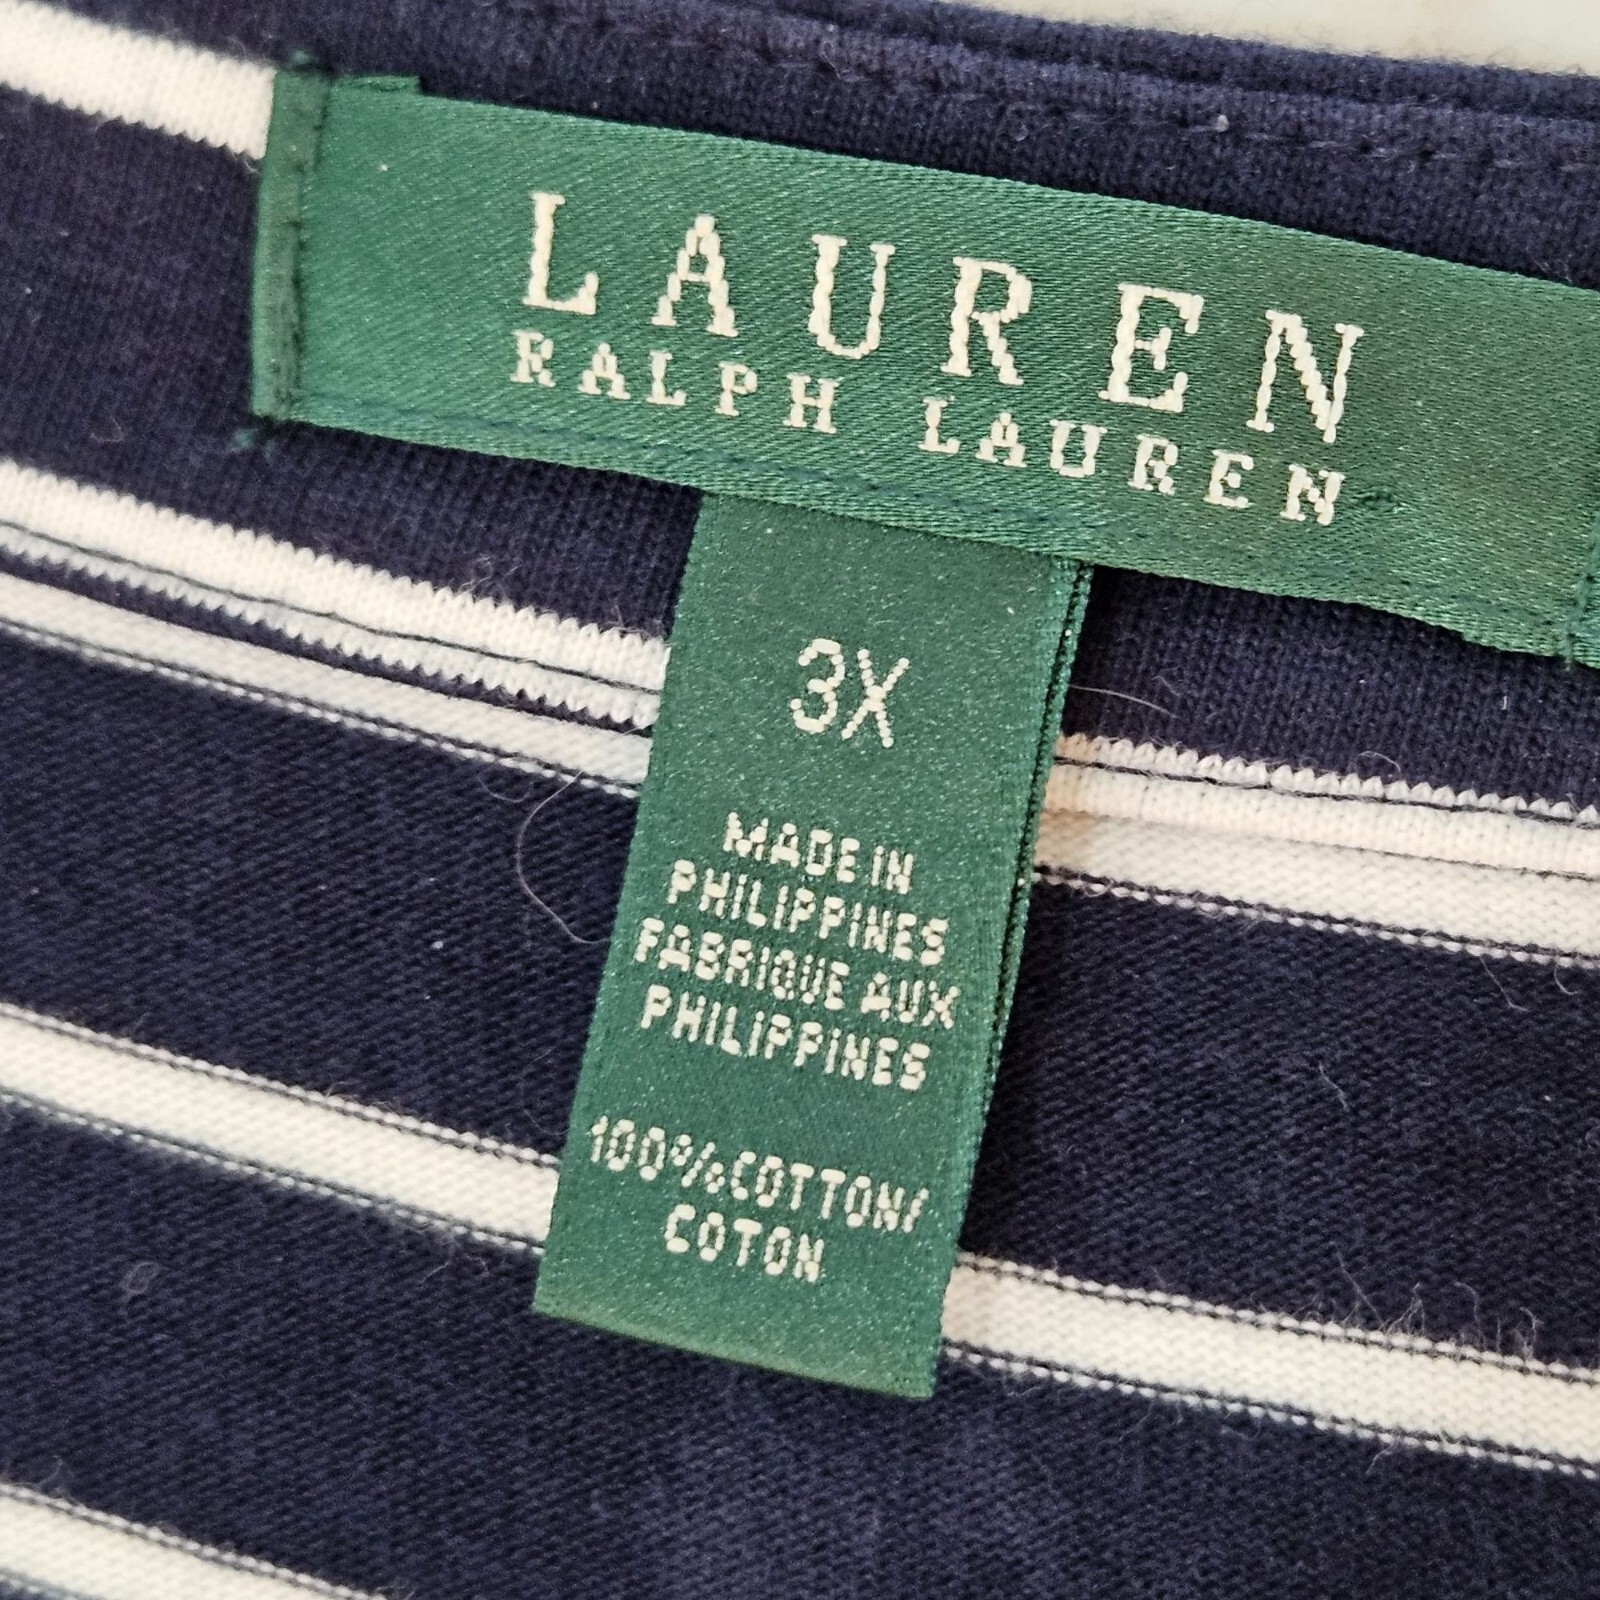 LAUREN
RALPH LAUREN
3X
MADE IN
PHILIPPINES
FABRIQUE AUX
PHILIPPINES
100%COTTON/
COTON